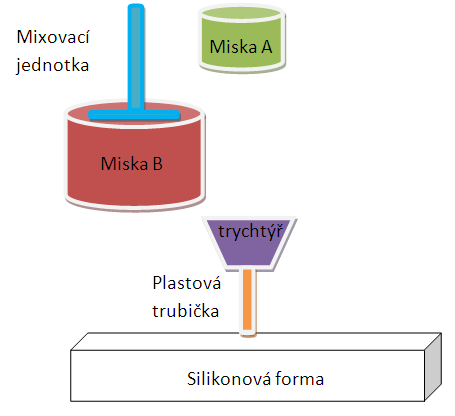 Mixovací
jednotka
Miska A
Miska B
trychtýř
Plastová
trubička
Silikonová forma